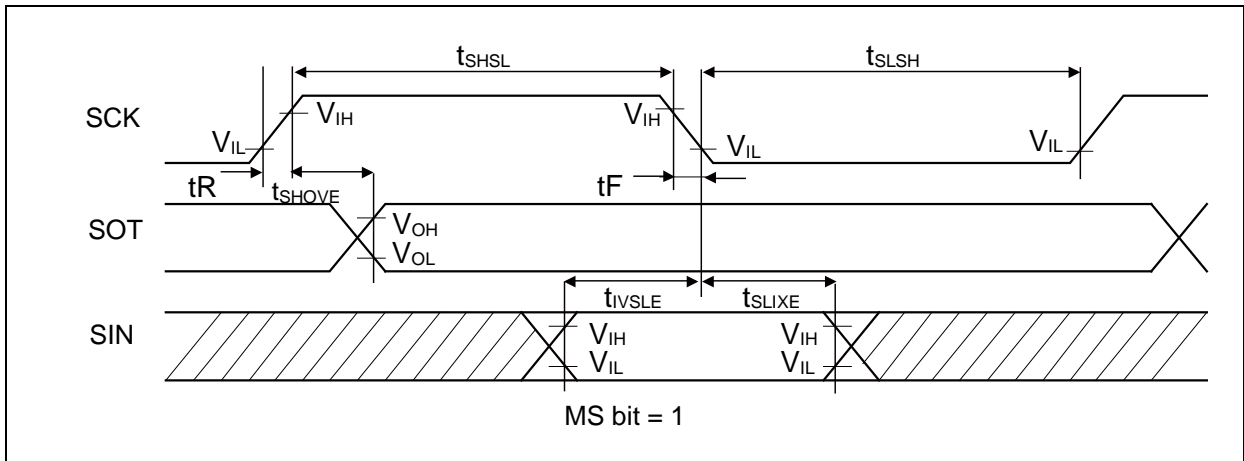 tSHSL
tSLSH
SCK
VIH
VIH
VIL
VIL
VIL
tR
tSHOVE
tF
SOT
VOH
VOL
tIVSLE
tSLIXE
SIN
VIH
VIH
VIL
VIL
MS bit = 1